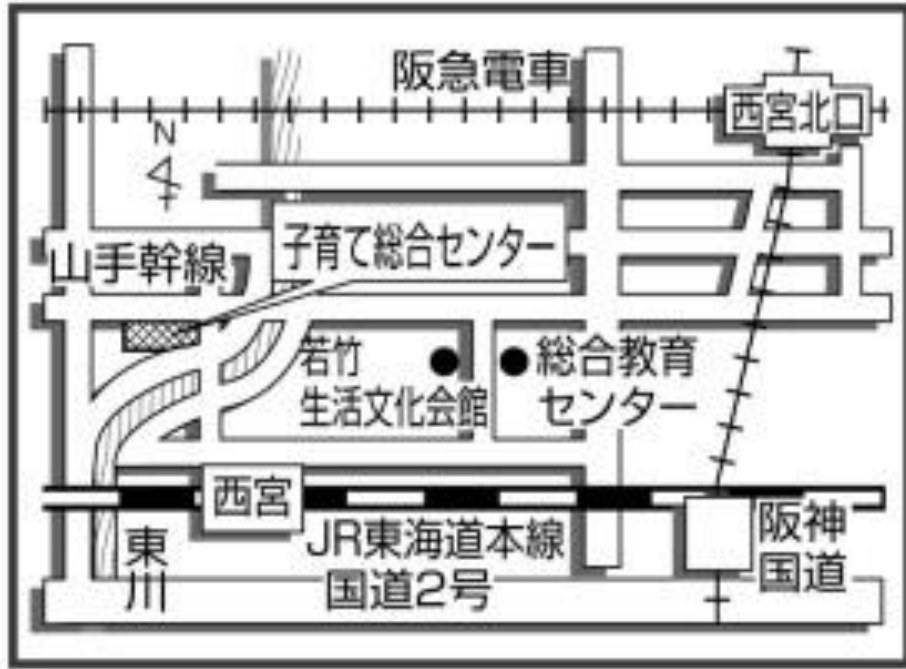 阪急電車
西宮北口
N
子育て総合センター
山手幹線
若竹
生活文化会館
総合教育
センター
西宮
JR東海道本線
国道2号
東川
阪神
国道